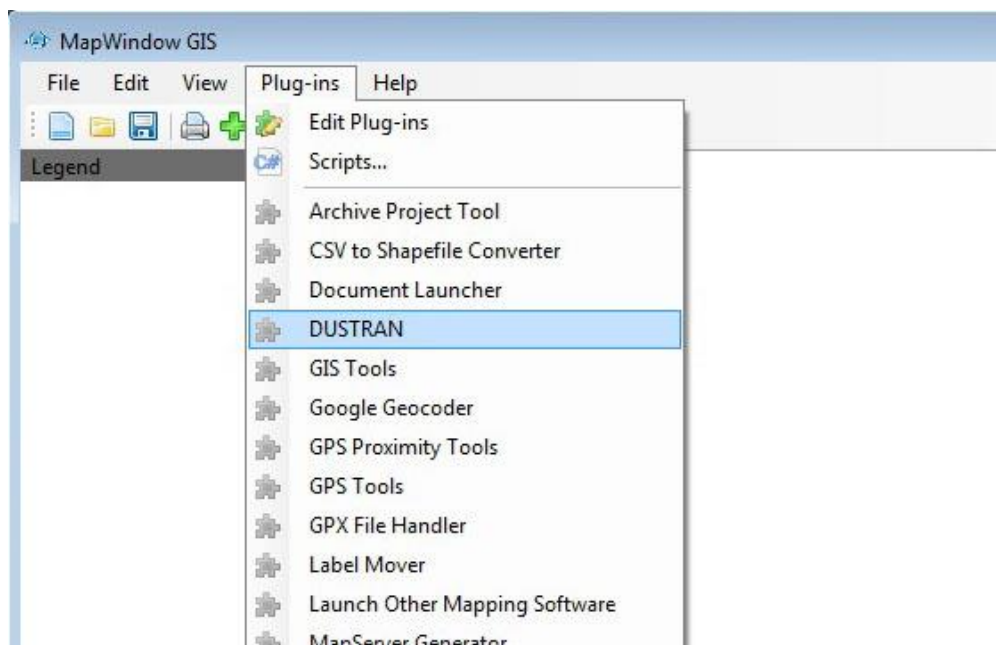 MapWindow GIS
File Edit View Plug-ins Help
Legend
Edit Plug-ins
C# Scripts...
Archive Project Tool
CSV to Shapefile Converter
Document Launcher
DUSTRAN
GIS Tools
Google Geocoder
GPS Proximity Tools
GPS Tools
GPX File Handler
Label Mover
Launch Other Mapping Software
MapServer Generator